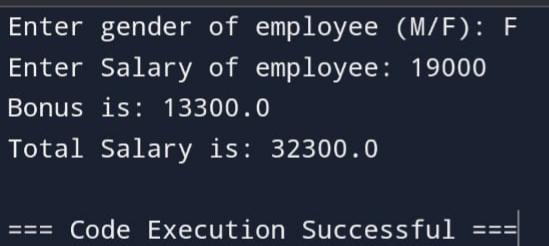 Enter gender of employee (M/F): F
Enter Salary of employee: 19000
Bonus is: 13300.0
Total Salary is: 32300.0
=== Code Execution Successful ===